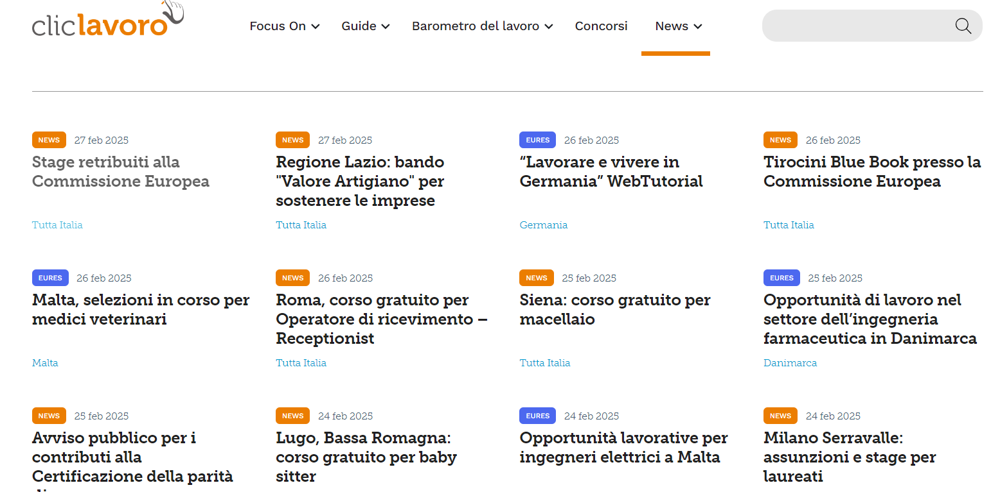 cliclavoro
Focus On
Guide
Barometro del lavoro
Concorsi
News
NEWS 27 feb 2025
Stage retribuiti alla
Commissione Europea
Tutta Italia
NEWS 27 feb 2025
Regione Lazio: bando
"Valore Artigiano" per
sostenere le imprese
Tutta Italia
EURES 26 feb 2025
“Lavorare e vivere in
Germania” WebTutorial
Germania
NEWS 26 feb 2025
Tirocini Blue Book presso la
Commissione Europea
Tutta Italia
EURES 26 feb 2025
Malta, selezioni in corso per
medici veterinari
Malta
NEWS 26 feb 2025
Roma, corso gratuito per
Operatore di ricevimento –
Receptionist
Tutta Italia
NEWS 25 feb 2025
Siena: corso gratuito per
macellaio
Tutta Italia
EURES 25 feb 2025
Opportunità di lavoro nel
settore dell’ingegneria
farmaceutica in Danimarca
Danimarca
NEWS 25 feb 2025
Avviso pubblico per i
contributi alla
Certificazione della parità
NEWS 24 feb 2025
Lugo, Bassa Romagna:
corso gratuito per baby
sitter
EURES 24 feb 2025
Opportunità lavorative per
ingegneri elettrici a Malta
NEWS 24 feb 2025
Milano Serravalle:
assunzioni e stage per
laureati